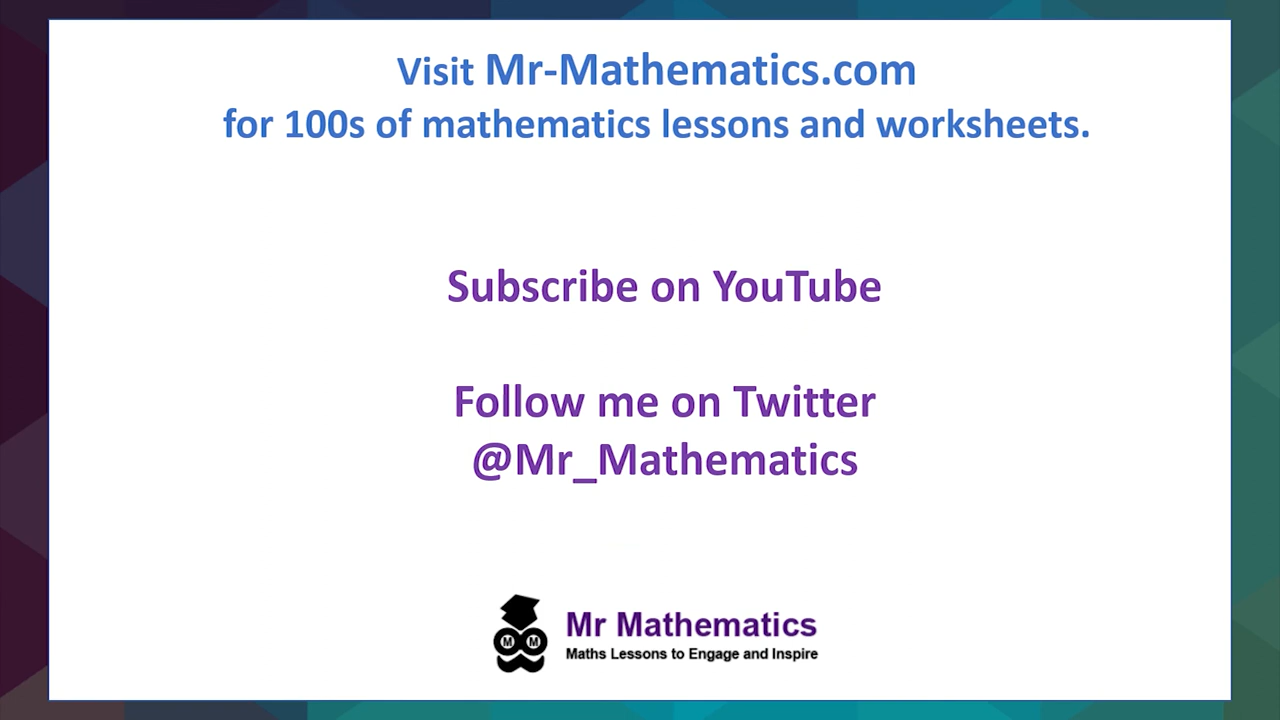 Visit Mr-Mathematics.com
for 100s of mathematics lessons and worksheets.
Subscribe on YouTube
Follow me on Twitter
@Mr_Mathematics
M M
Mr Mathematics
Maths Lessons to Engage and Inspire